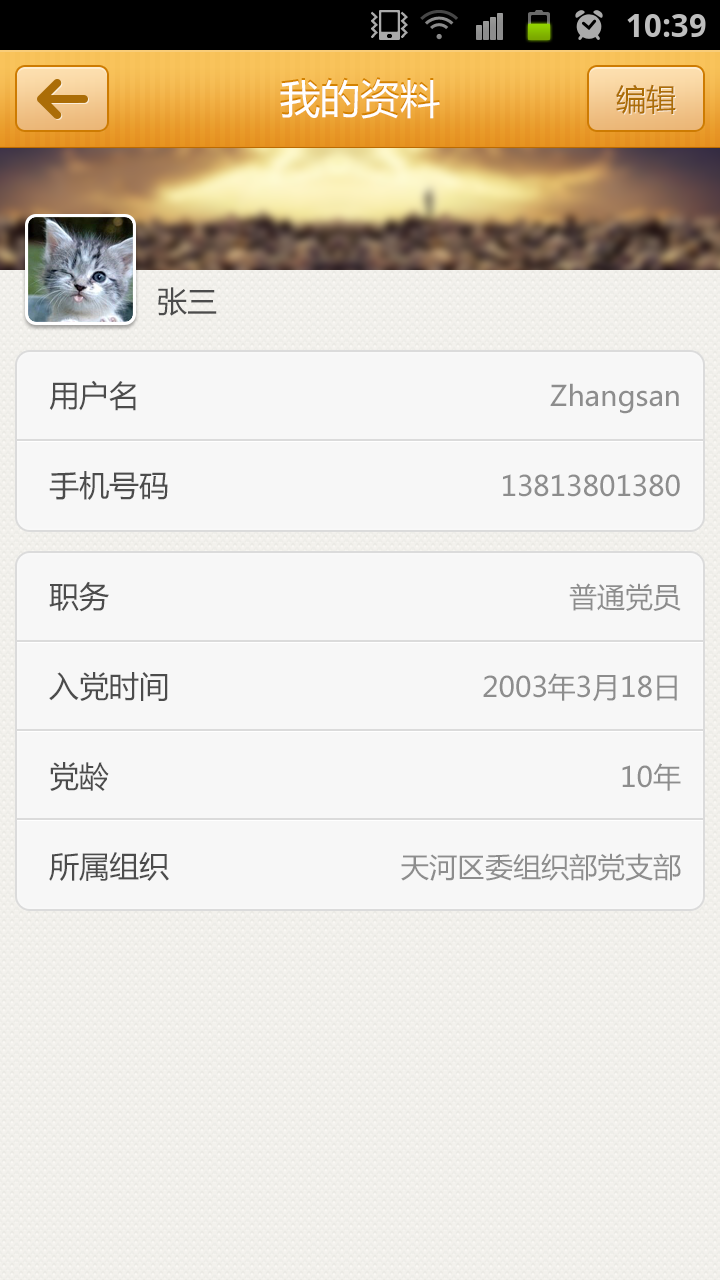 10:39
我的资料
编辑
张三
用户名 Zhangsan
手机号码 13813801380
职务 普通党员
入党时间 2003年3月18日
党龄 10年
所属组织 天河区委组织部党支部